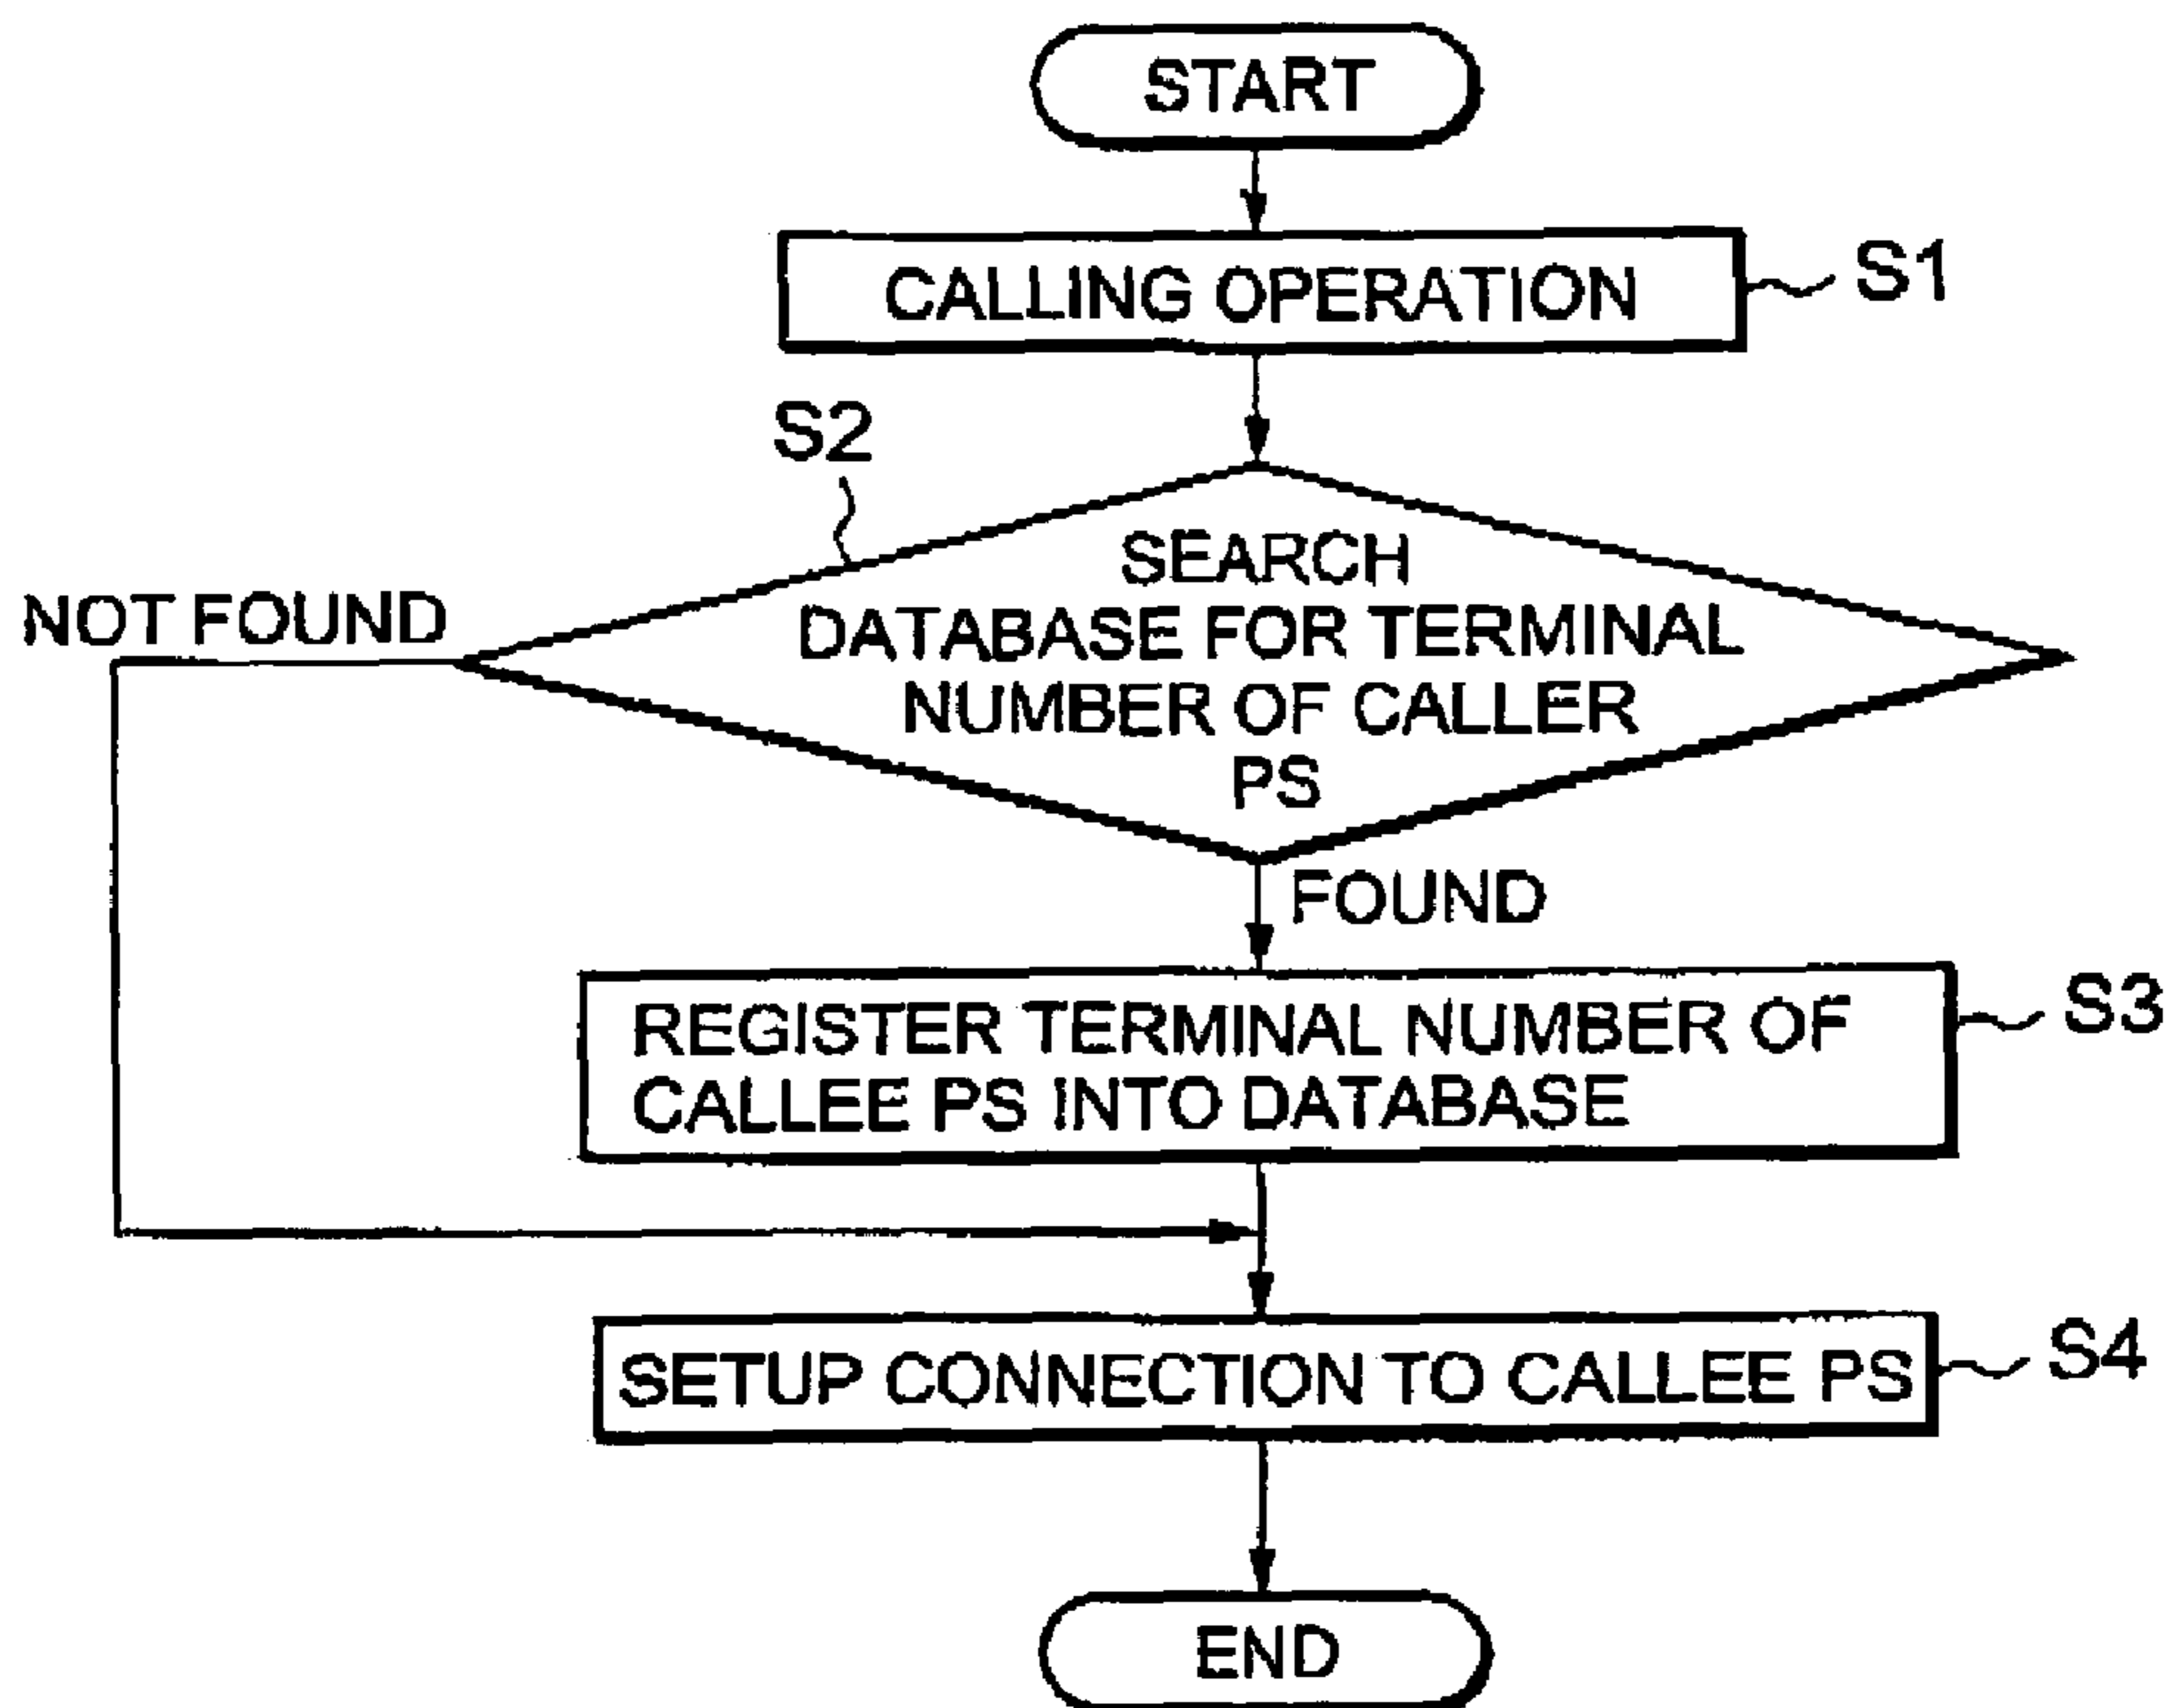 START
CALLING OPERATION
S1
S2
SEARCH
DATABASE FOR TERMINAL
NUMBER OF CALLER
PS
NOT FOUND
FOUND
REGISTER TERMINAL NUMBER OF
CALLEE PS INTO DATABASE
S3
SETUP CONNECTION TO CALLEE PS
S4
END